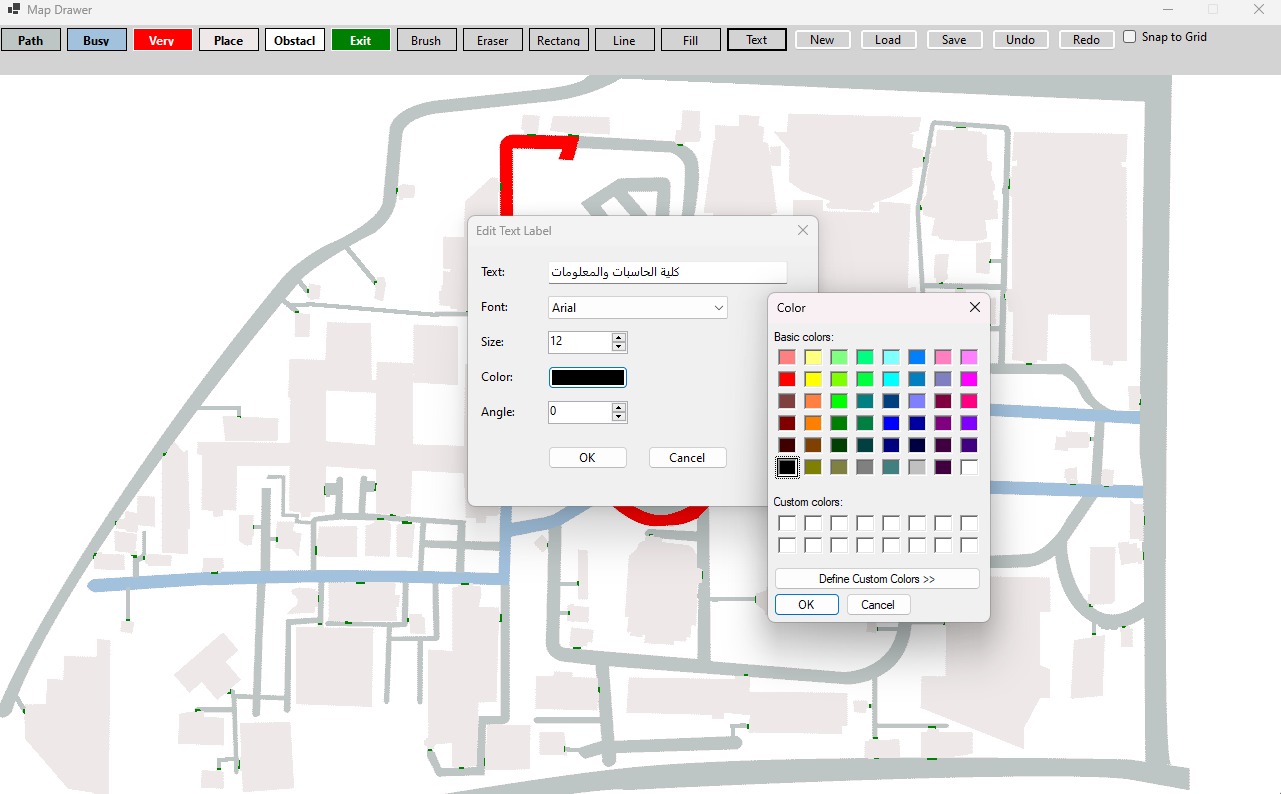 Map Drawer
Path Busy Very Place Obstacl Exit Brush Eraser Rectang Line Fill Text New Load Save Undo Redo Snap to Grid
Edit Text Label
Text: كلية الحاسبات والمعلومات
Font: Arial
Size: 12
Color:
Angle: 0
OK Cancel
Color
Basic colors:
Custom colors:
Define Custom Colors >>
OK Cancel